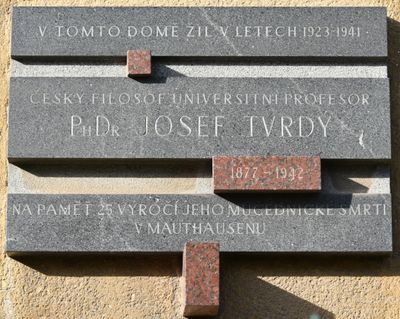 V TOMTO DOMĚ ŽIL V LETECH 1923-1941
ČESKÝ FILOSOF UNIVERSITNÍ PROFESOR
PhDr JOSEF TVRDÝ
1877-1942
NA PAMĚŤ 25. VÝROČÍ JEHO MUČEDNICKÉ SMRTI
V MAUTHAUSENU